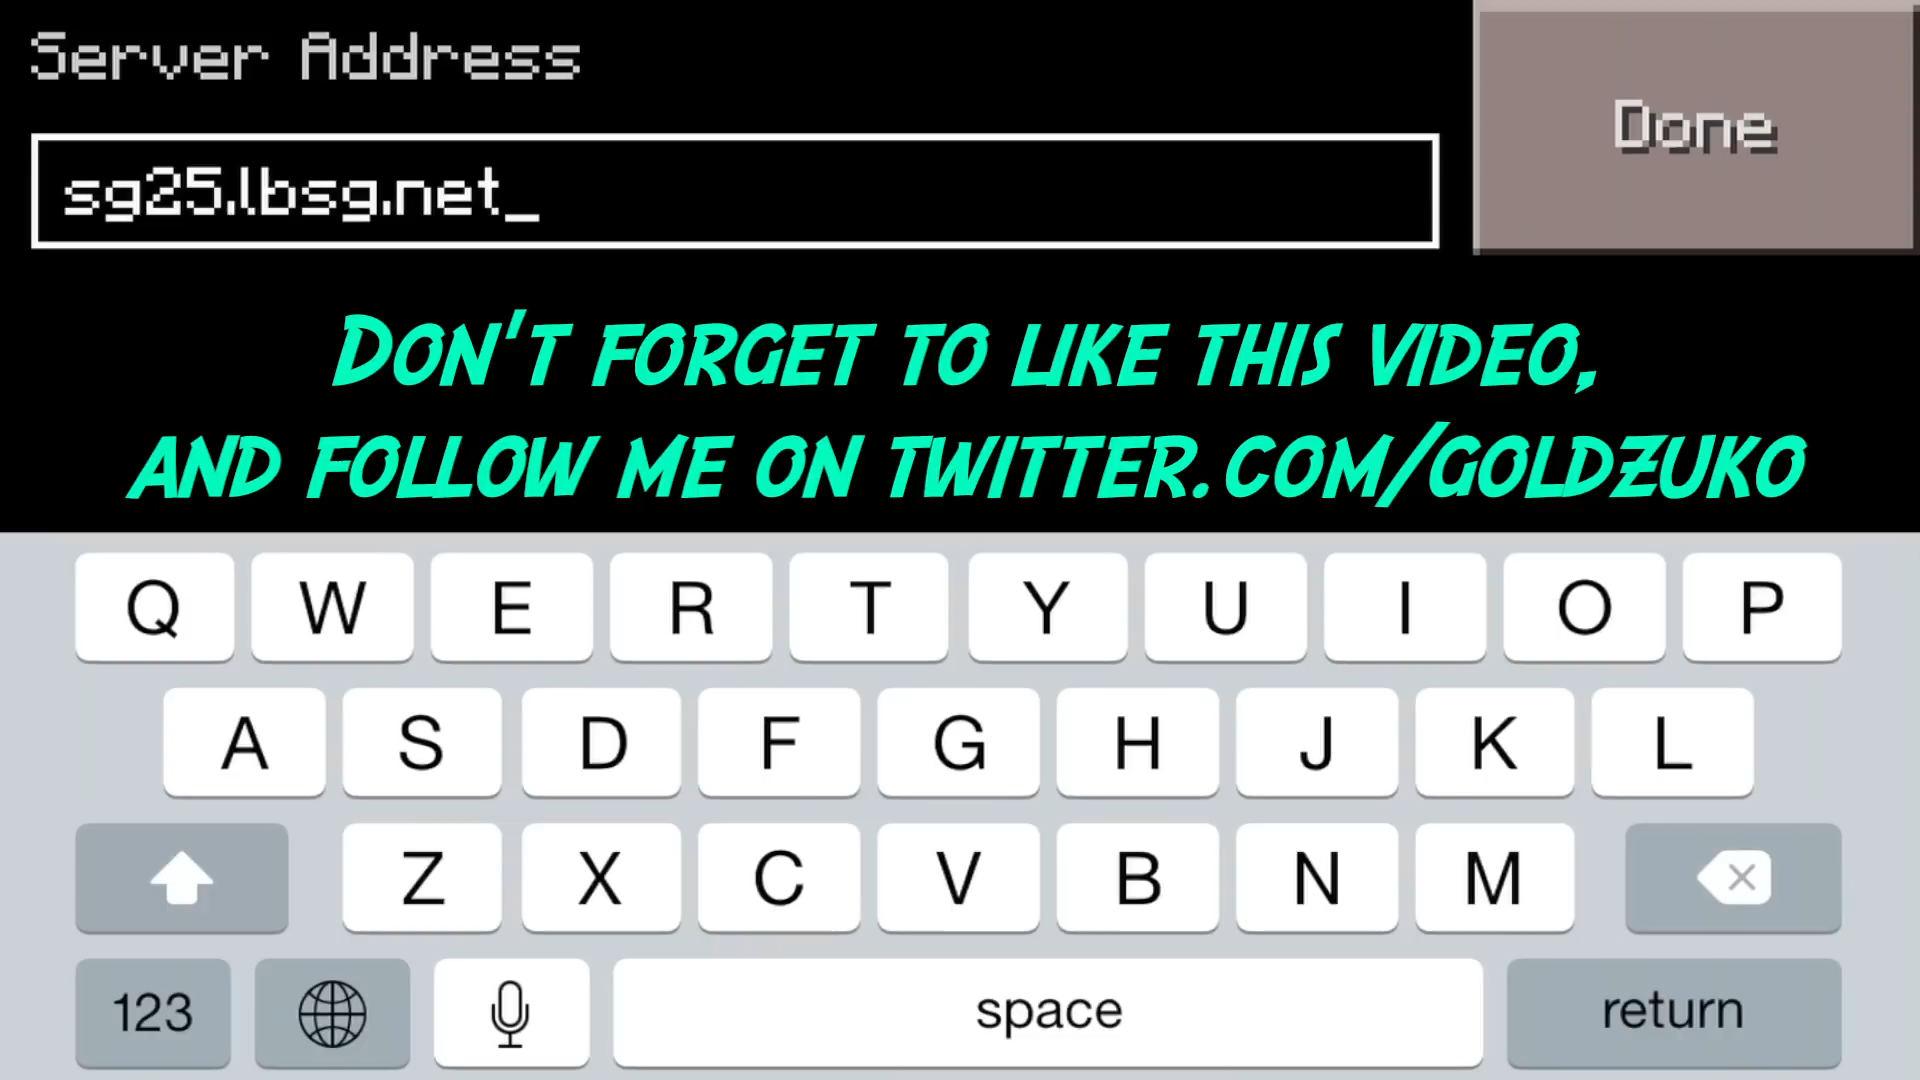 Server Address
Done
sg25.lbsg.net_
DON'T FORGET TO LIKE THIS VIDEO,
AND FOLLOW ME ON TWITTER.COM/GOLDZUKO
Q W E R T Y U I O P
A S D F G H J K L
Z X C V B N M
123 space return